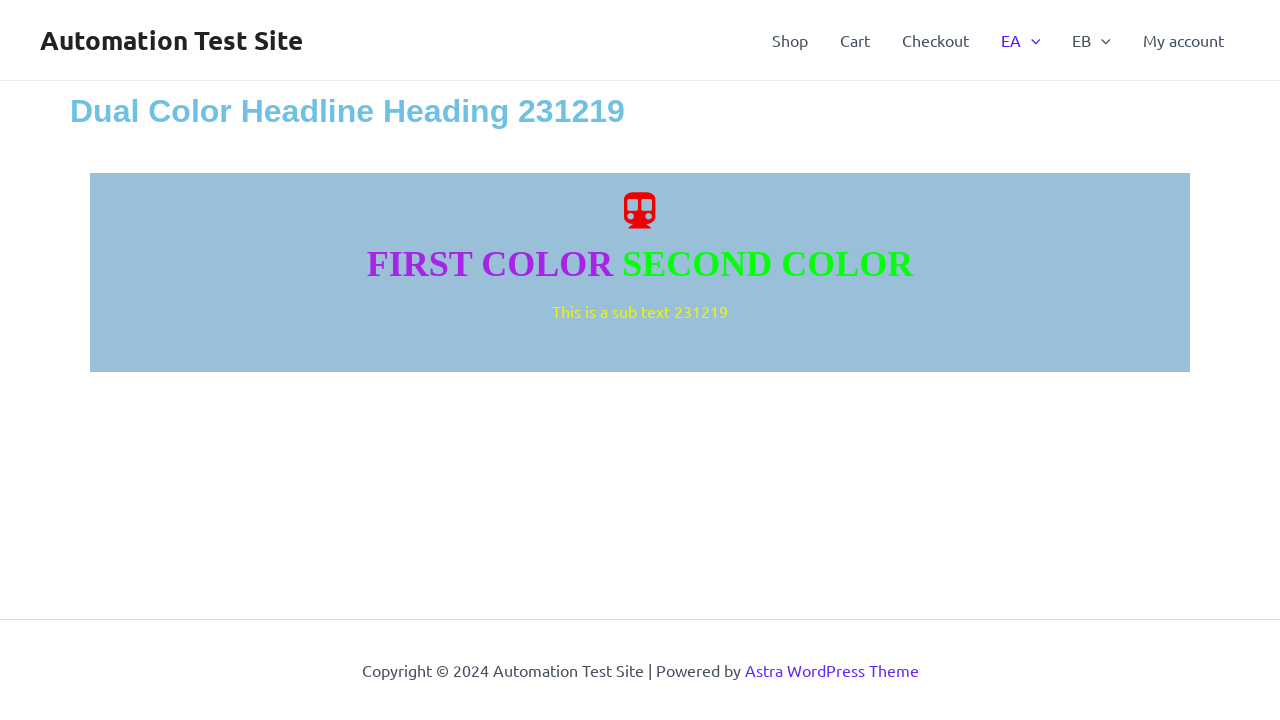 Automation Test Site
Shop Cart Checkout EA EB My account
Dual Color Headline Heading 231219
FIRST COLOR SECOND COLOR
This is a sub text 231219
Copyright © 2024 Automation Test Site | Powered by Astra WordPress Theme